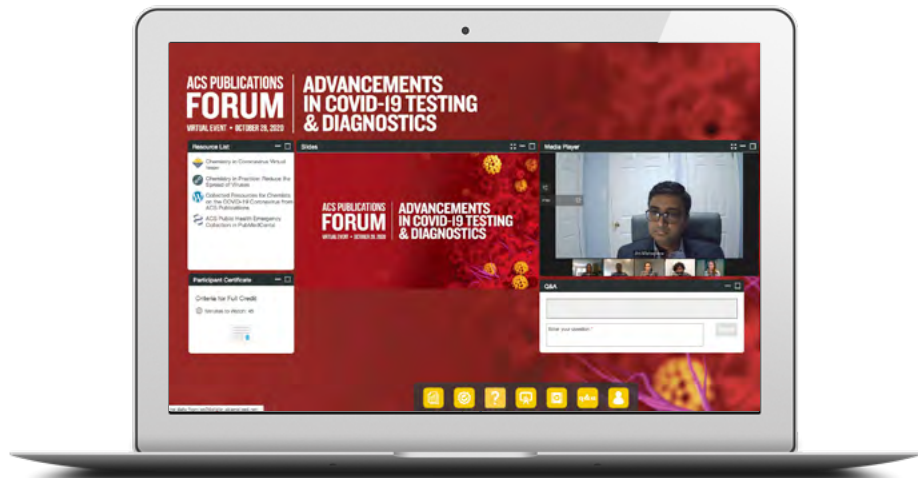 ACS PUBLICATIONS
FORUM
VIRTUAL EVENT • OCTOBER 28, 2020
ADVANCEMENTS
IN COVID-19 TESTING
& DIAGNOSTICS
Resource List
Chemistry in Coronavirus Virtual
Issue
Chemistry in Practice: Reduce the
Spread of Viruses
Collected Resources for Chemists
on the COVID-19 Coronavirus from
ACS Publications
ACS Public Health Emergency
Collection in PubMedCentral
Slides
ACS PUBLICATIONS
FORUM
VIRTUAL EVENT • OCTOBER 28, 2020
ADVANCEMENTS
IN COVID-19 TESTING
& DIAGNOSTICS
Media Player
Participant Certificate
Criteria for Full Credit
Q&A
Enter your question
?